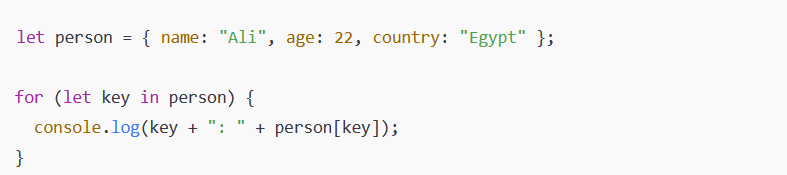 let person = { name: "Ali", age: 22, country: "Egypt" };
for (let key in person) {
  console.log(key + ": " + person[key]);
}